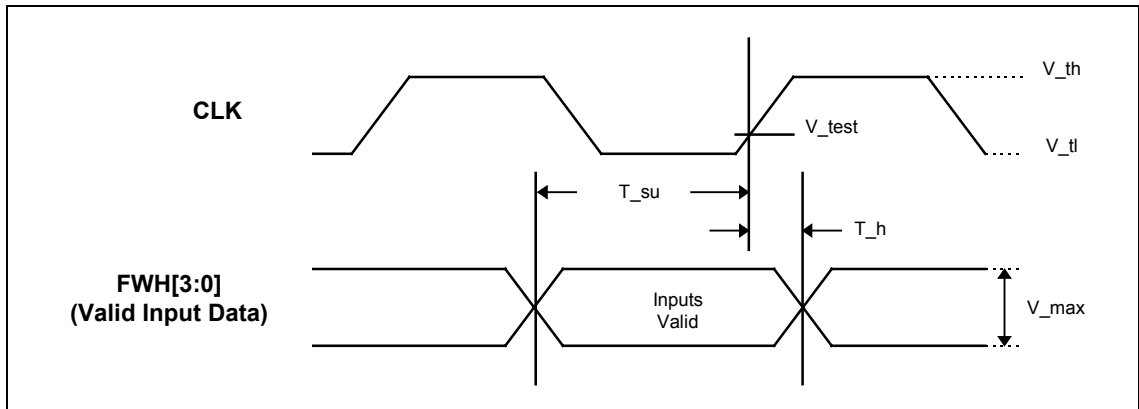 V_th
CLK
V_test
V_tl
T_su
T_h
FWH[3:0]
(Valid Input Data)
Inputs
Valid
V_max